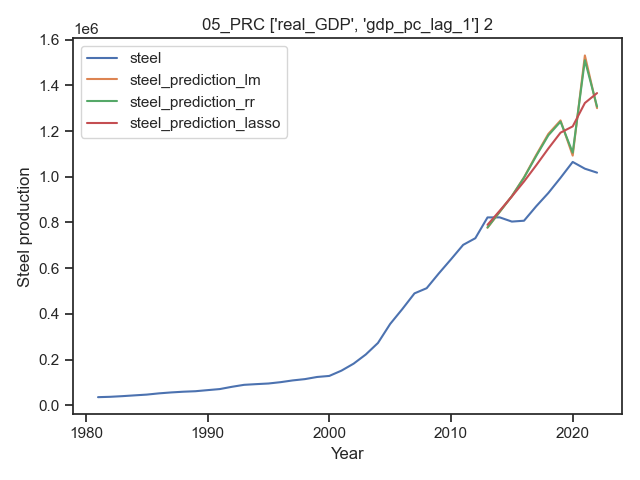 05_PRC ['real_GDP', 'gdp_pc_lag_1'] 2
1e6
1.6
1.4
1.2
1.0
0.8
0.6
0.4
0.2
0.0
Steel production
steel
steel_prediction_lm
steel_prediction_rr
steel_prediction_lasso
1980
1990
2000
2010
2020
Year